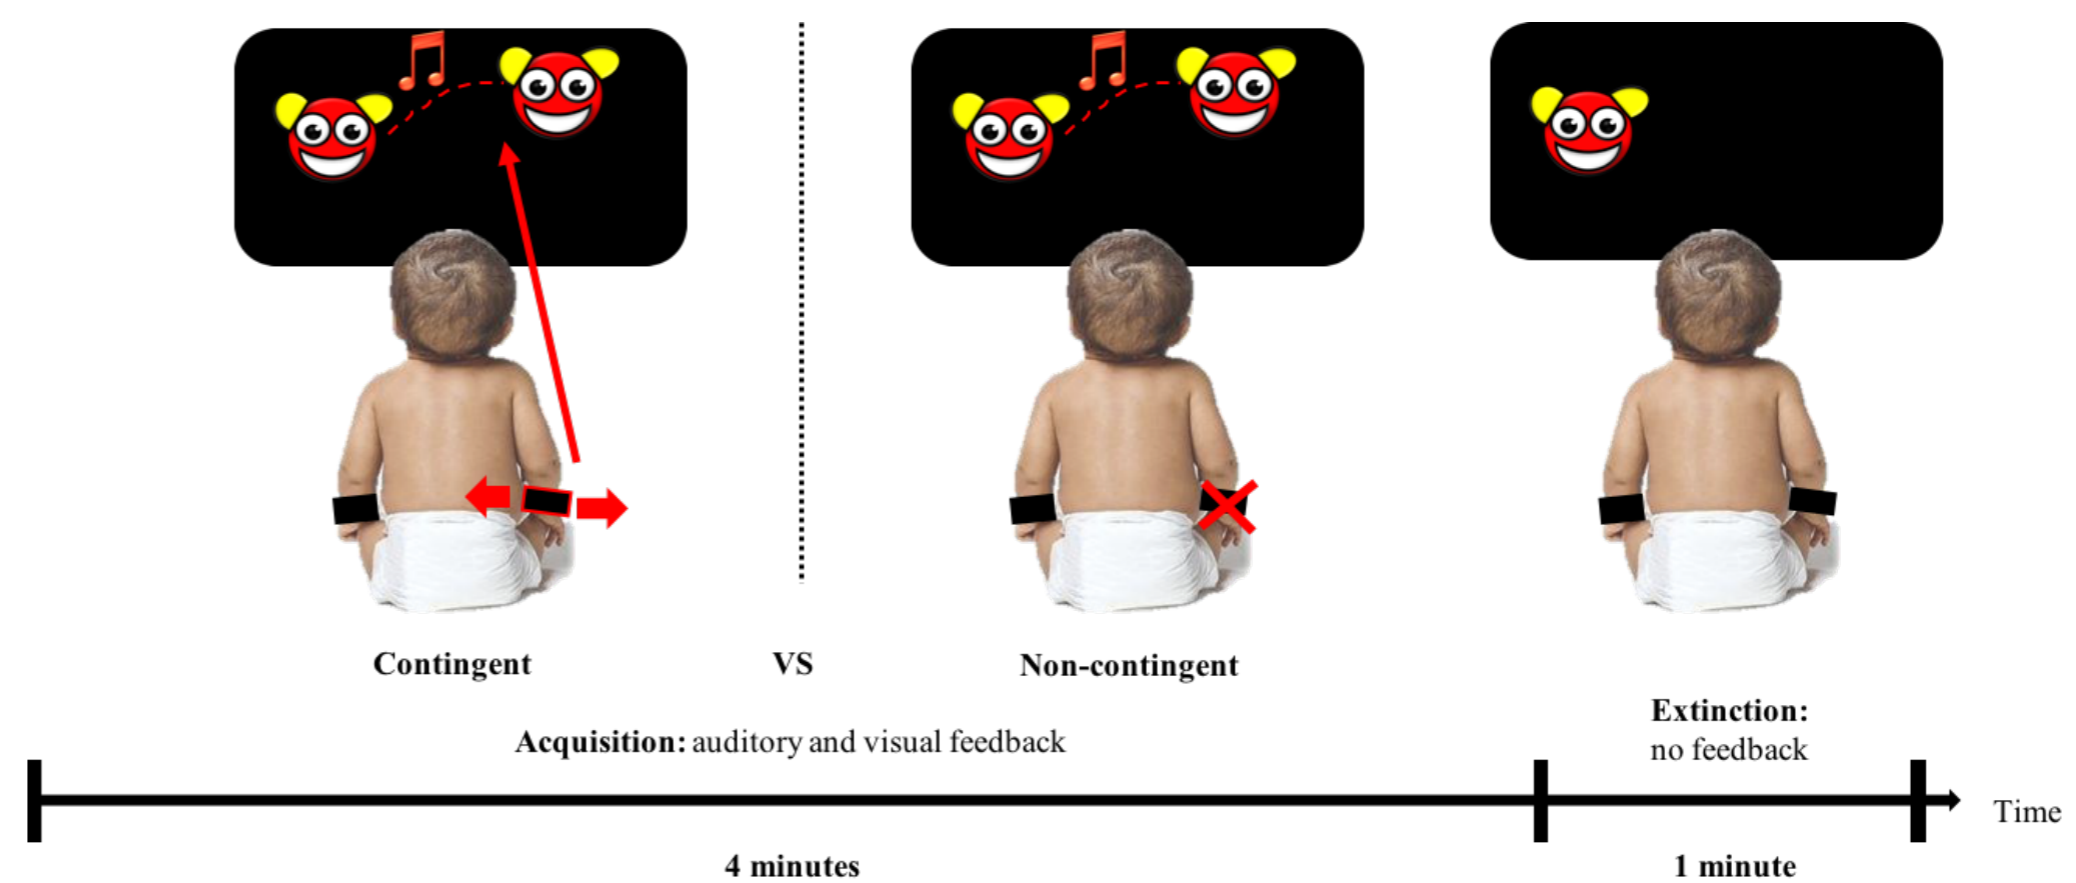 Contingent
VS
Non-contingent
Acquisition: auditory and visual feedback
Extinction:
no feedback
Time
4 minutes
1 minute